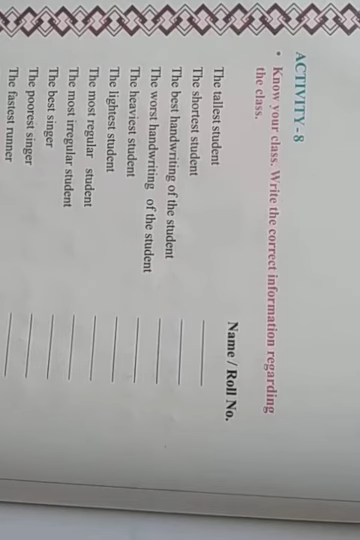 ACTIVITY - 8
• Know your class. Write the correct information regarding
the class.
Name / Roll No.
The tallest student
The shortest student
The best handwriting of the student
The worst handwriting of the student
The heaviest student
The lightest student
The most regular student
The most irregular student
The best singer
The poorest singer
The fastest runner